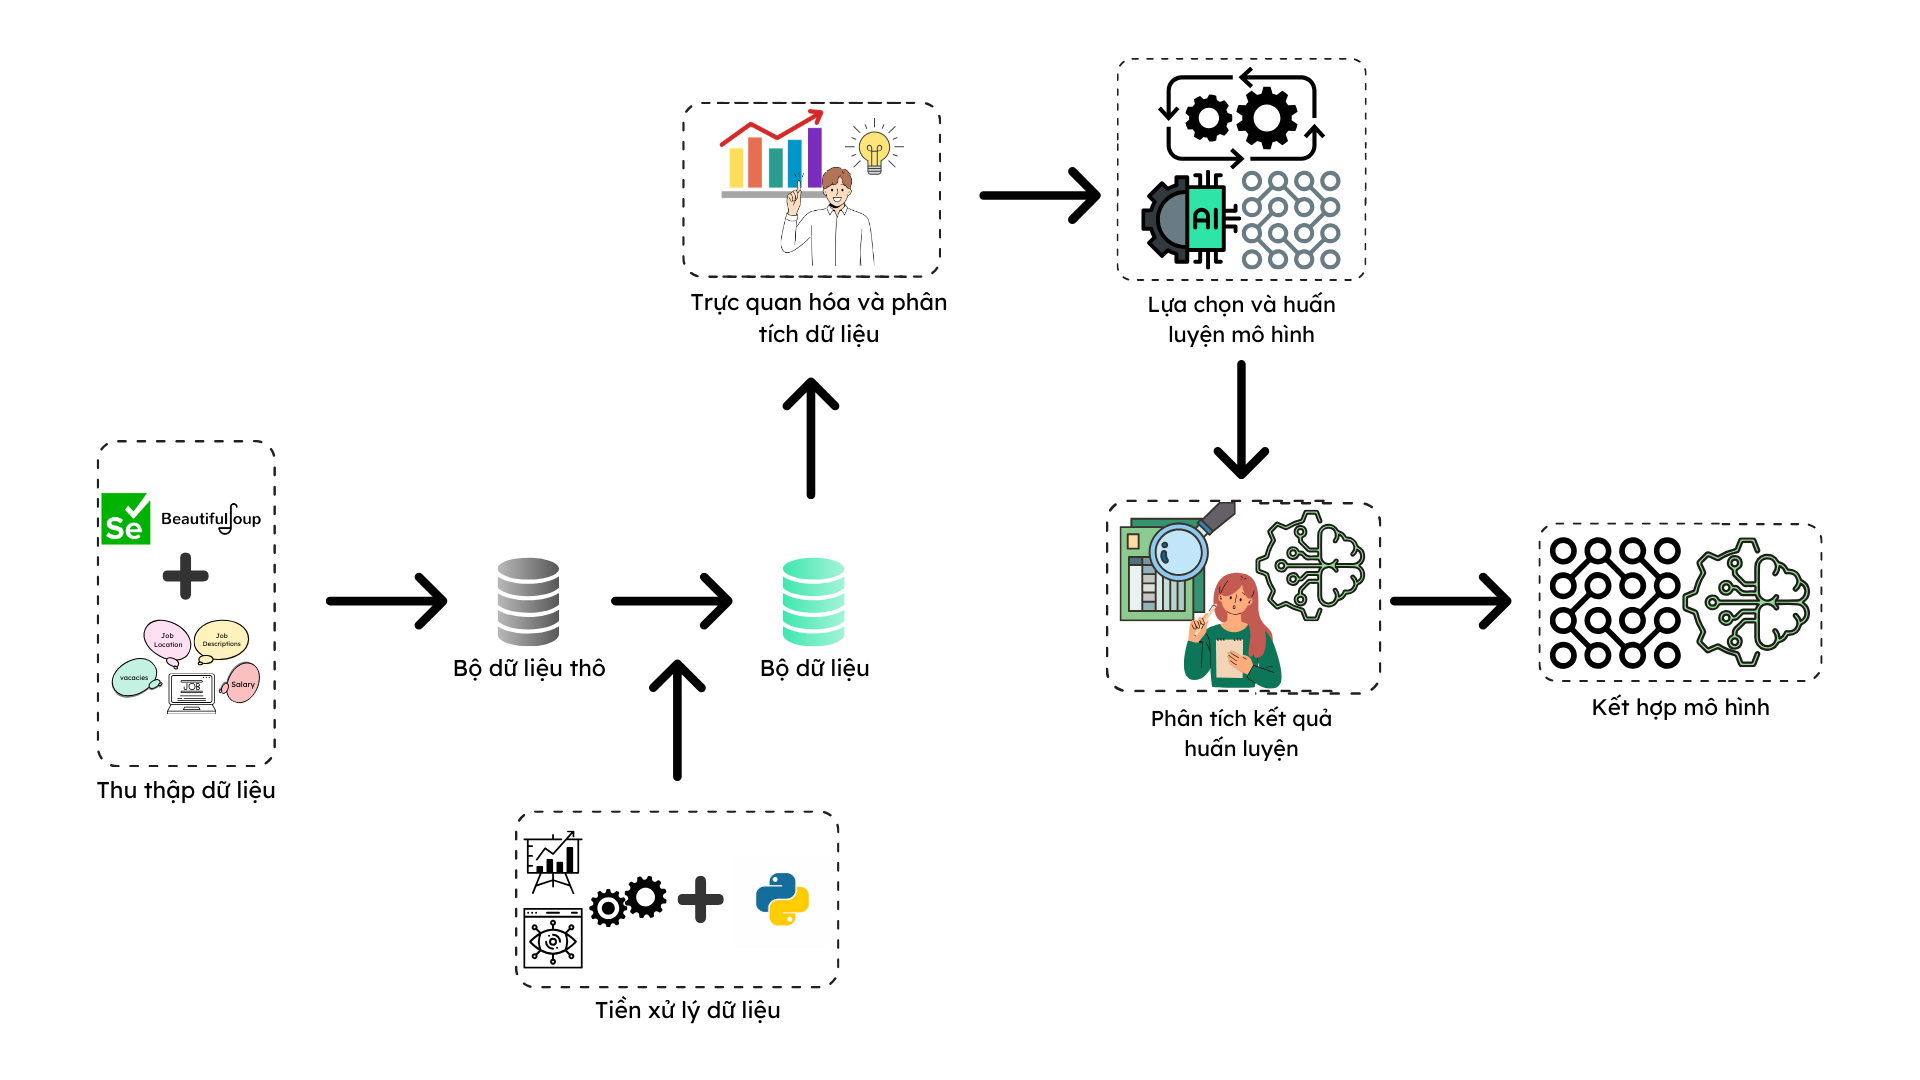 Se
BeautifulSoup
Job
Location
Job
Descriptions
vacacies
JOB
Salary
Thu thập dữ liệu
Bộ dữ liệu thô
Bộ dữ liệu
Tiền xử lý dữ liệu
Trực quan hóa và phân
tích dữ liệu
AI
Lựa chọn và huấn
luyện mô hình
Phân tích kết quả
huấn luyện
Kết hợp mô hình